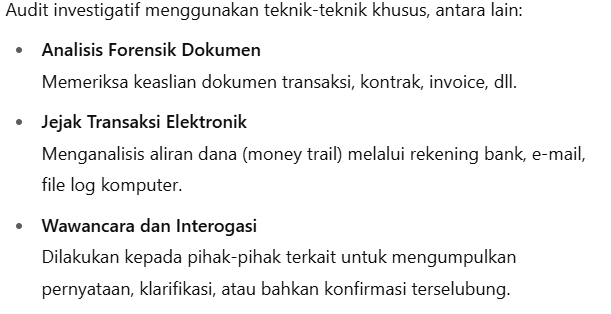 Audit investigatif menggunakan teknik-teknik khusus, antara lain:
• Analisis Forensik Dokumen
Memeriksa keaslian dokumen transaksi, kontrak, invoice, dll.
• Jejak Transaksi Elektronik
Menganalisis aliran dana (money trail) melalui rekening bank, e-mail,
file log komputer.
• Wawancara dan Interogasi
Dilakukan kepada pihak-pihak terkait untuk mengumpulkan
pernyataan, klarifikasi, atau bahkan konfirmasi terselubung.